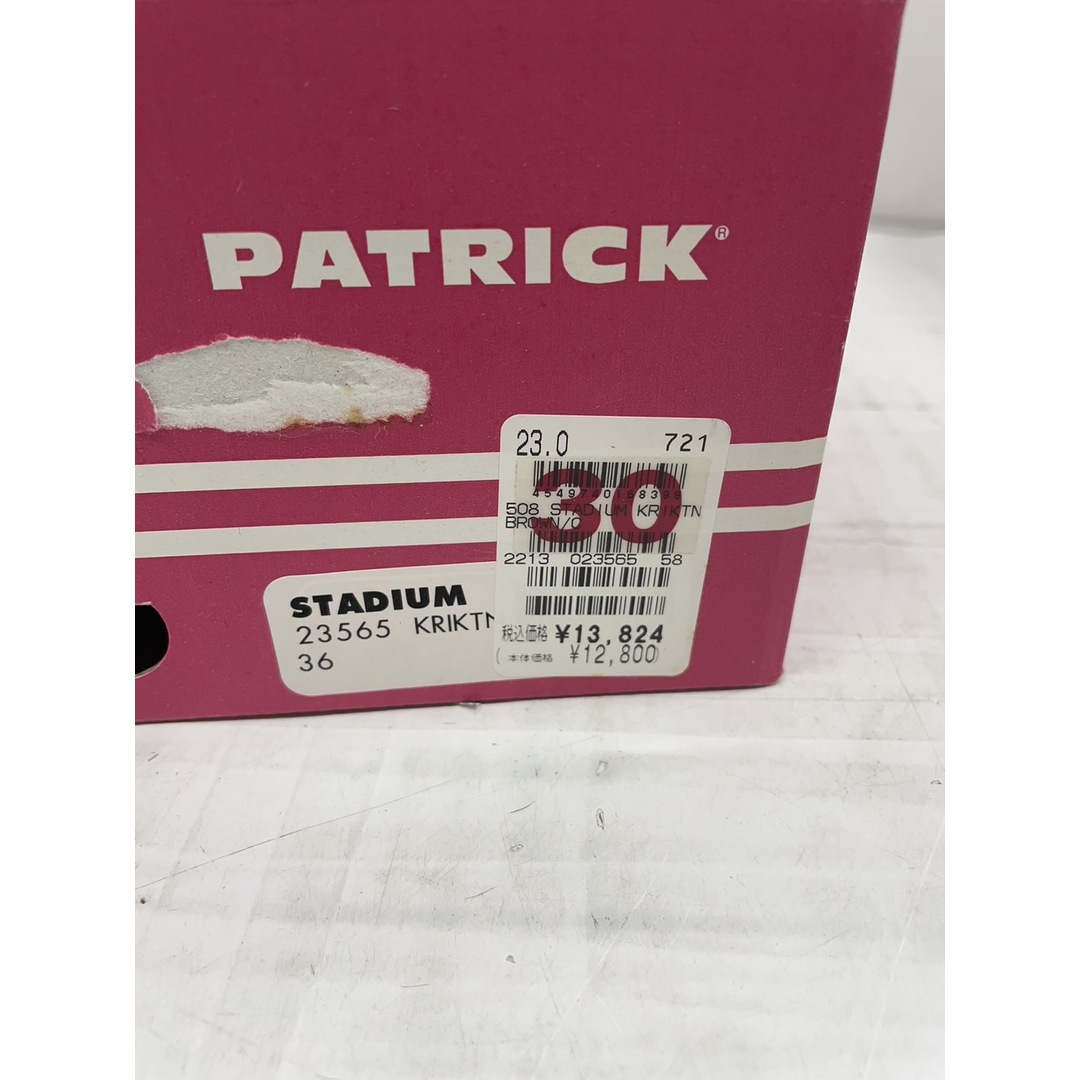 PATRICK®
23.0 721
30
4549740168398
508 STADIUM KRIKTN
BROWN/O
2213 023565 58
税込価格 ¥13,824
(本体価格 ¥12,800)
STADIUM
23565 KRIKTN
36